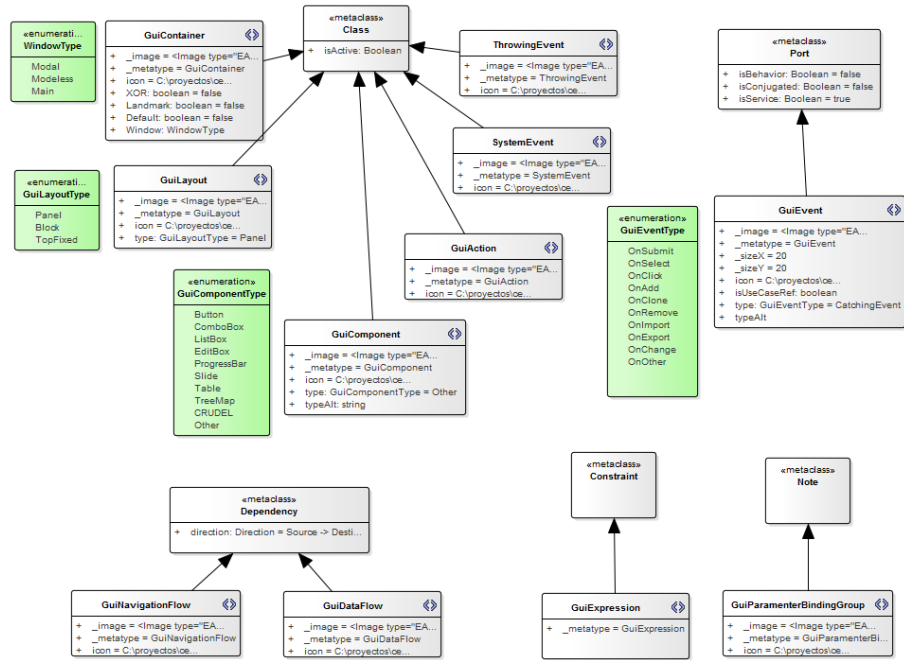 «enumerati...
WindowType
Modal
Modeless
Main
GuiContainer
+ _image = <Image type="EA...
+ _metatype = GuiContainer
+ icon = C:\proyectos\ce...
+ XOR: boolean = false
+ Landmark: boolean = false
+ Default: boolean = false
+ Window: WindowType
«metaclass»
Class
+ isActive: Boolean
ThrowingEvent
+ _image = <Image type="EA...
+ _metatype = ThrowingEvent
+ icon = C:\proyectos\ce...
«metaclass»
Port
+ isBehavior: Boolean = false
+ isConjugated: Boolean = false
+ isService: Boolean = true
SystemEvent
+ _image = <Image type="EA...
+ _metatype = SystemEvent
+ icon = C:\proyectos\ce...
«enumerati...
GuiLayoutType
Panel
Block
TopFixed
GuiLayout
+ _image = <Image type="EA...
+ _metatype = GuiLayout
+ icon = C:\proyectos\ce...
+ type: GuiLayoutType = Panel
«enumeration»
GuiEventType
OnSubmit
OnSelect
OnClick
OnAdd
OnClone
OnRemove
OnImport
OnExport
OnChange
OnOther
GuiEvent
+ _image = <Image type="EA...
+ _metatype = GuiEvent
+ _sizeX = 20
+ _sizeY = 20
+ icon = C:\proyectos\ce...
+ isUseCaseRef: boolean
+ type: GuiEventType = CatchingEvent
+ typeAlt
GuiAction
+ _image = <Image type="EA...
+ _metatype = GuiAction
+ icon = C:\proyectos\ce...
«enumeration»
GuiComponentType
Button
ComboBox
ListBox
EditBox
ProgressBar
Slide
Table
TreeMap
CRUDEL
Other
GuiComponent
+ _image = <Image type="EA...
+ _metatype = GuiComponent
+ icon = C:\proyectos\ce...
+ type: GuiComponentType = Other
+ typeAlt: string
«metaclass»
Dependency
+ direction: Direction = Source -> Desti...
«metaclass»
Constraint
«metaclass»
Note
GuiNavigationFlow
+ _image = <Image type="EA...
+ _metatype = GuiNavigationFlow
+ icon = C:\proyectos\ce...
GuiDataFlow
+ _image = <Image type="EA...
+ _metatype = GuiDataFlow
+ icon = C:\proyectos\ce...
GuiExpression
+ _metatype = GuiExpression
GuiParamenterBindingGroup
+ _image = <Image type="EA...
+ _metatype = GuiParamenterBi...
+ icon = C:\proyectos\ce...